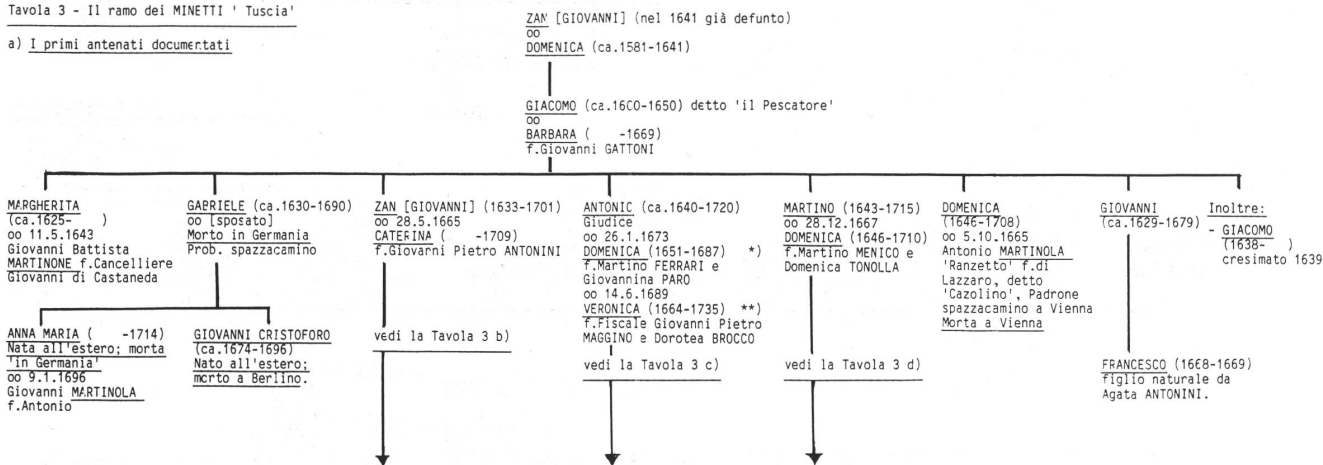 Tavola 3 - Il ramo dei MINETTI ' Tuscia'
a) I primi antenati documentati
ZAN [GIOVANNI] (nel 1641 già defunto)
oo
DOMENICA (ca.1581-1641)
GIACOMO (ca.1600-1650) detto 'il Pescatore'
oo
BARBARA ( -1669)
f.Giovanni GATTONI
MARGHERITA
(ca.1625- )
oo 11.5.1643
Giovanni Battista
MARTINONE f.Cancelliere
Giovanni di Castaneda
GABRIELE (ca.1630-1690)
oo [sposato]
Morto in Germania
Prob. spazzacamino
ZAN [GIOVANNI] (1633-1701)
oo 28.5.1665
CATERINA ( -1709)
f.Giovanni Pietro ANTONINI
ANTONIO (ca.1640-1720)
Giudice
oo 26.1.1673
DOMENICA (1651-1687) *)
f.Martino FERRARI e
Giovannina PARO
oo 14.6.1689
VERONICA (1664-1735) **)
f.Fiscale Giovanni Pietro
MAGGINO e Dorotea BROCCO
MARTINO (1643-1715)
oo 28.12.1667
DOMENICA (1646-1710)
f.Martino MENICO e
Domenica TONOLLA
DOMENICA
(1646-1708)
oo 5.10.1665
Antonio MARTINOLA
'Ranzetto' f.di
Lazzaro, detto
'Cazolino', Padrone
spazzacamino a Vienna
Morta a Vienna
GIOVANNI
(ca.1629-1679)
Inoltre:
- GIACOMO
(1638- )
cresimato 1639
ANNA MARIA ( -1714)
Nata all'estero; morta
'in Germania'
oo 9.1.1696
Giovanni MARTINOLA
f.Antonio
GIOVANNI CRISTOFORO
(ca.1674-1696)
Nato all'estero;
morto a Berlino.
vedi la Tavola 3 b)
vedi la Tavola 3 c)
vedi la Tavola 3 d)
FRANCESCO (1668-1669)
figlio naturale da
Agata ANTONINI.